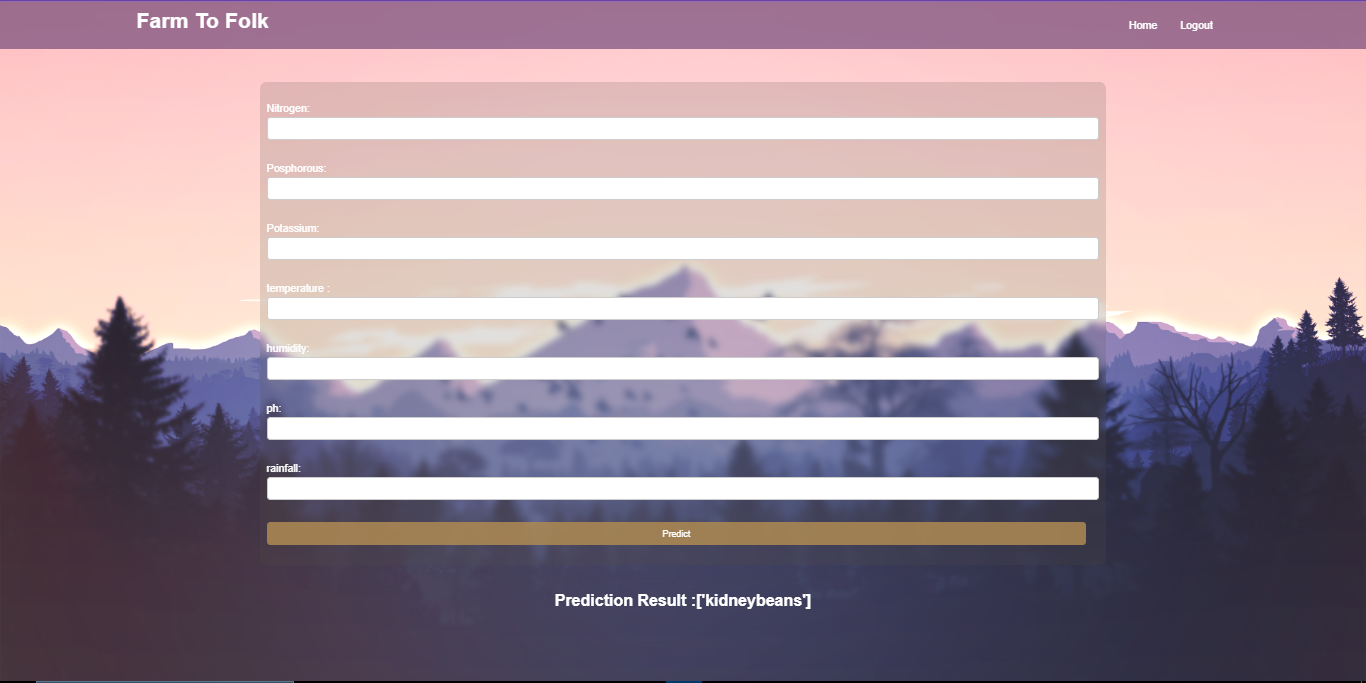 Farm To Folk
Home Logout
Nitrogen:
Posphorous:
Potassium:
temperature :
humidity:
ph:
rainfall:
Predict
Prediction Result :['kidneybeans']